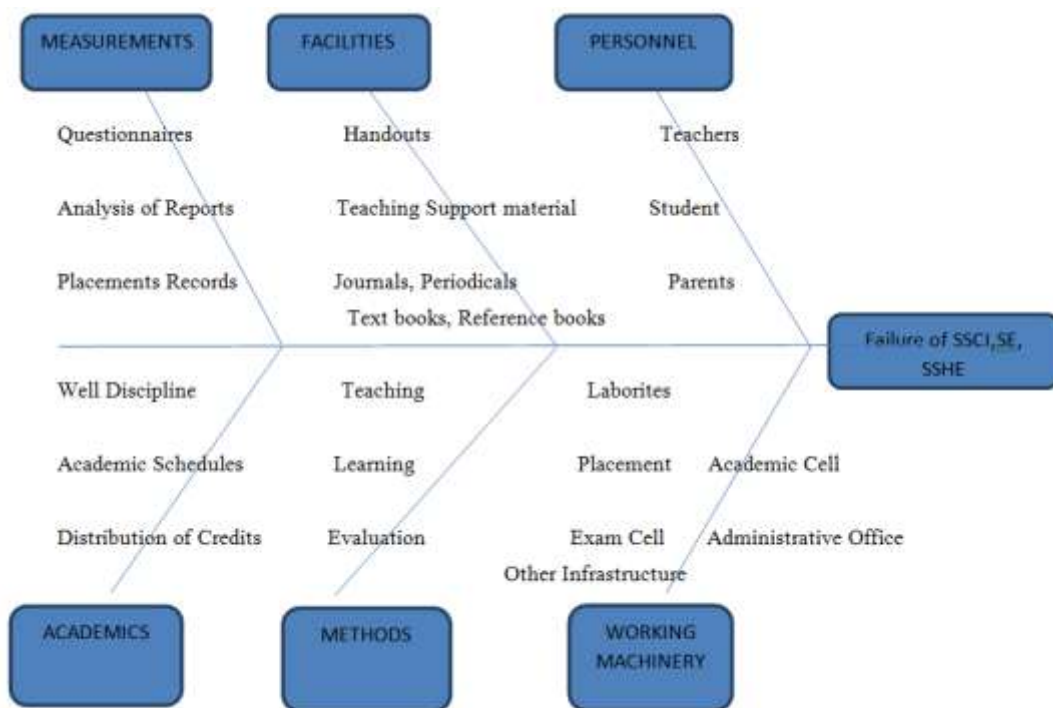 MEASUREMENTS
FACILITIES
PERSONNEL
Questionnaires
Handouts
Teachers
Analysis of Reports
Teaching Support material
Student
Placements Records
Journals, Periodicals
Parents
Text books, Reference books
Failure of SSCI,SE,
SSHE
Well Discipline
Teaching
Laborites
Academic Schedules
Learning
Placement
Academic Cell
Distribution of Credits
Evaluation
Exam Cell
Administrative Office
Other Infrastructure
ACADEMICS
METHODS
WORKING
MACHINERY